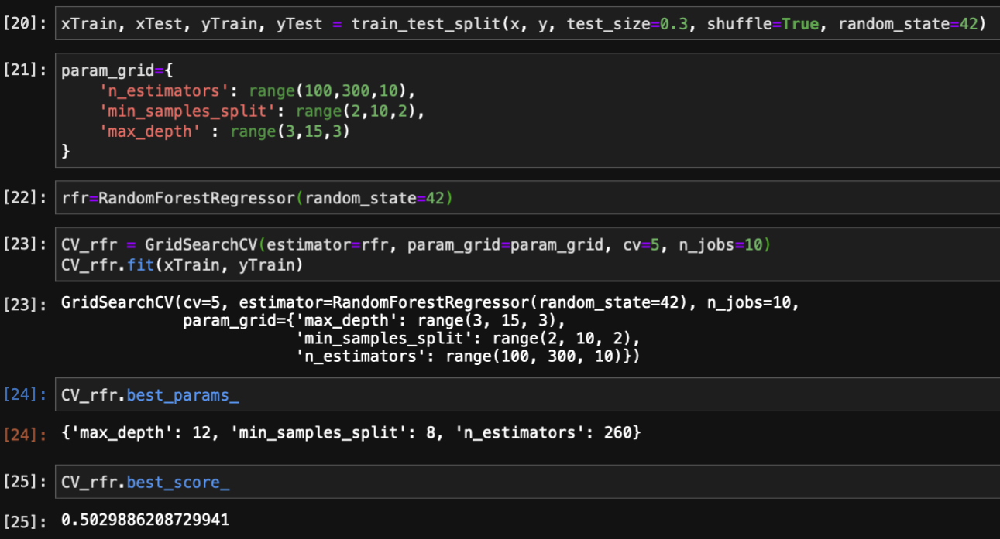 [20]: xTrain, xTest, yTrain, yTest = train_test_split(x, y, test_size=0.3, shuffle=True, random_state=42)
[21]: param_grid={
    'n_estimators': range(100,300,10),
    'min_samples_split': range(2,10,2),
    'max_depth' : range(3,15,3)
}
[22]: rfr=RandomForestRegressor(random_state=42)
[23]: CV_rfr = GridSearchCV(estimator=rfr, param_grid=param_grid, cv=5, n_jobs=10)
CV_rfr.fit(xTrain, yTrain)
[23]: GridSearchCV(cv=5, estimator=RandomForestRegressor(random_state=42), n_jobs=10,
             param_grid={'max_depth': range(3, 15, 3),
                         'min_samples_split': range(2, 10, 2),
                         'n_estimators': range(100, 300, 10)})
[24]: CV_rfr.best_params_
[24]: {'max_depth': 12, 'min_samples_split': 8, 'n_estimators': 260}
[25]: CV_rfr.best_score_
[25]: 0.5029886208729941